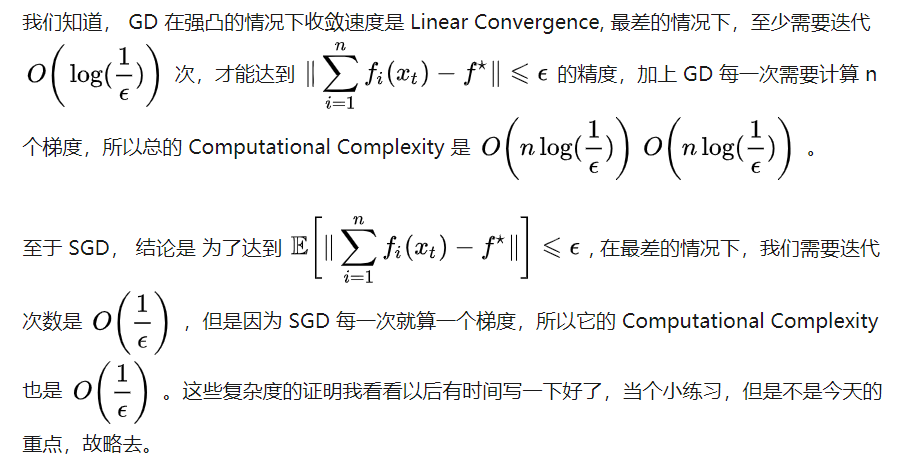 我们知道， GD 在强凸的情况下收敛速度是 Linear Convergence, 最差的情况下，至少需要迭代
$O\left(\log(\frac{1}{\epsilon})\right)$ 次，才能达到 $\|\sum_{i=1}^{n} f_i(x_t) - f^\star\| \leqslant \epsilon$ 的精度，加上 GD 每一次需要计算 n
个梯度，所以总的 Computational Complexity 是 $O\left(n\log(\frac{1}{\epsilon})\right)$ $O\left(n\log(\frac{1}{\epsilon})\right)$ 。
至于 SGD， 结论是 为了达到 $\mathbb{E}\left[\|\sum_{i=1}^{n} f_i(x_t) - f^\star\|\right] \leqslant \epsilon$ , 在最差的情况下，我们需要迭代
次数是 $O\left(\frac{1}{\epsilon}\right)$ ，但是因为 SGD 每一次就算一个梯度，所以它的 Computational Complexity
也是 $O\left(\frac{1}{\epsilon}\right)$ 。这些复杂度的证明我看看以后有时间写一下好了，当个小练习，但是不是今天的
重点，故略去。